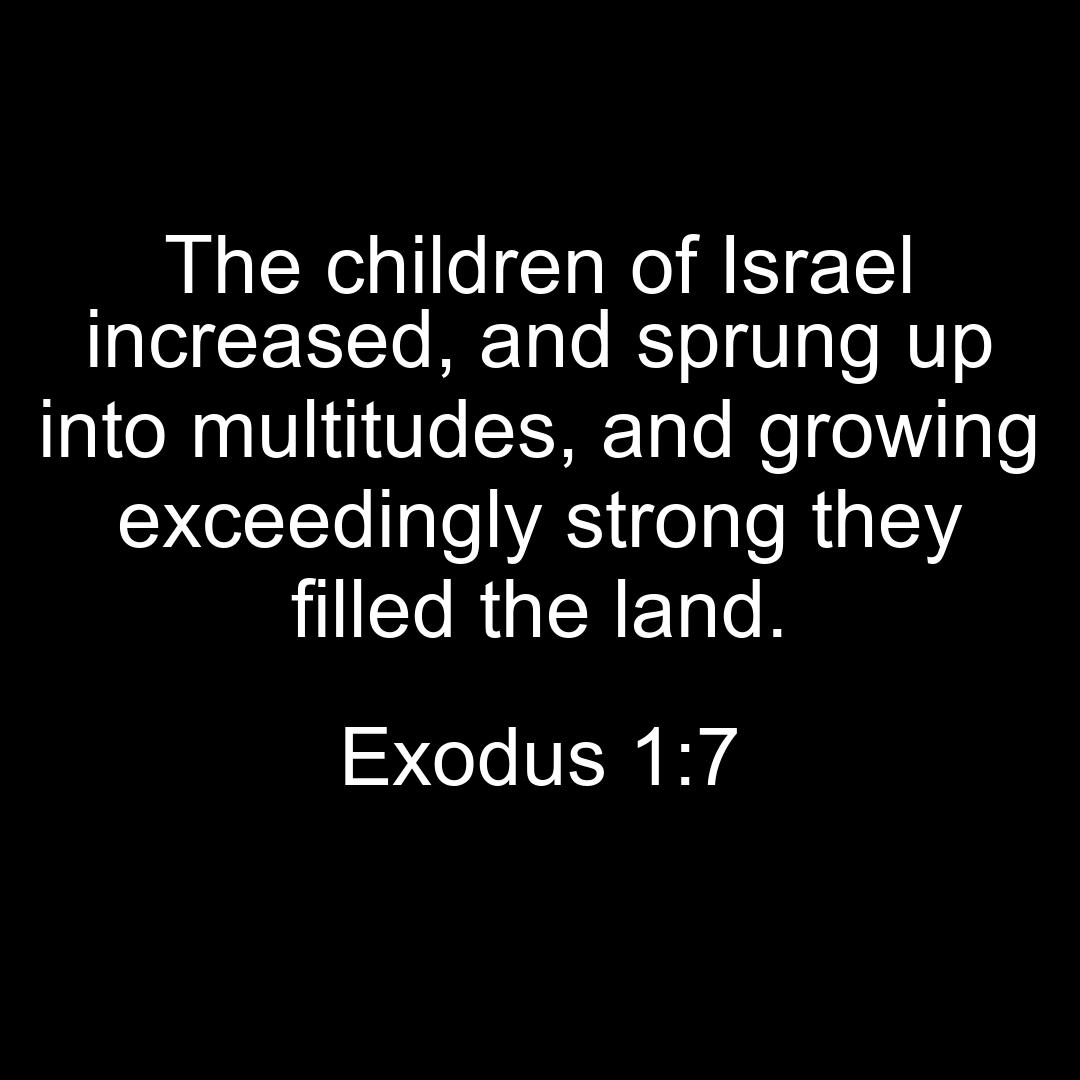 The children of Israel
increased, and sprung up
into multitudes, and growing
exceedingly strong they
filled the land.
Exodus 1:7